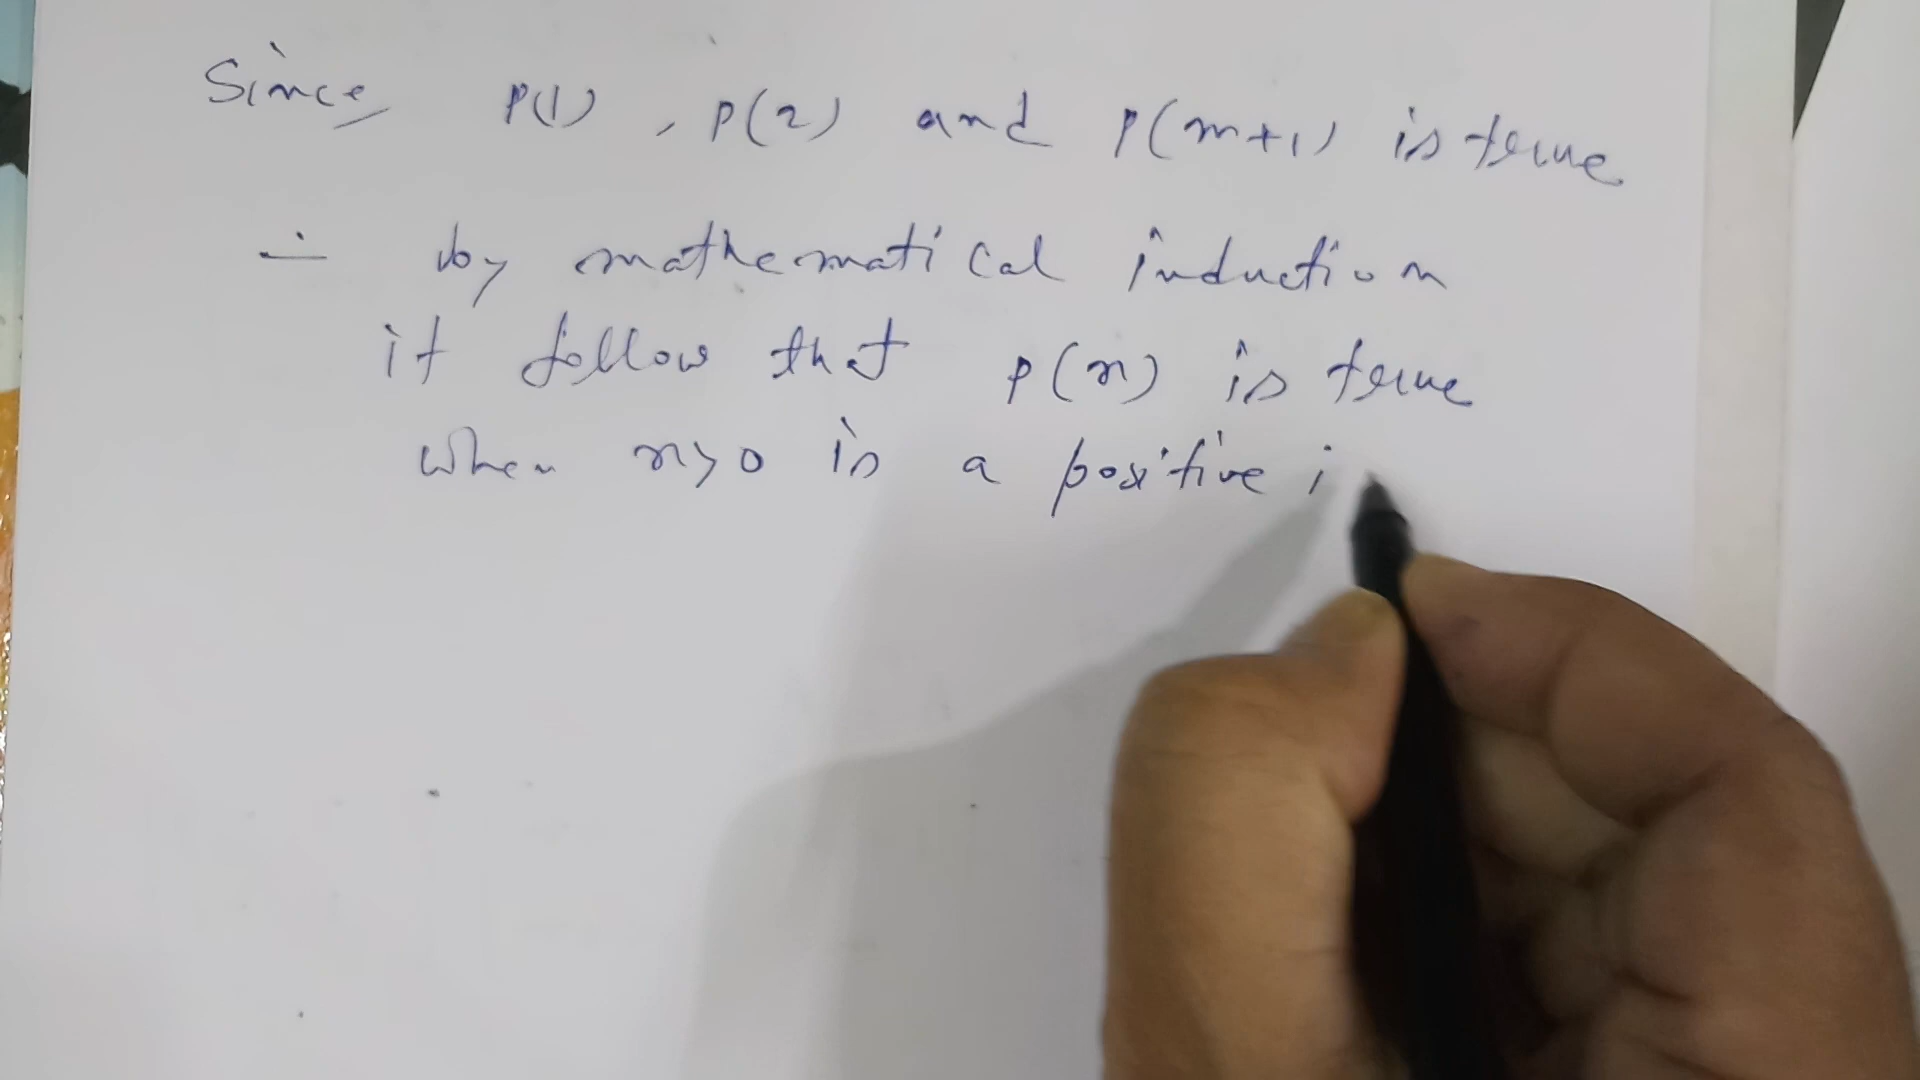 Since P(1), P(2) and P(m+1) is true
∴ by mathematical induction
it follow that P(n) is true
when n>0 is a positive i